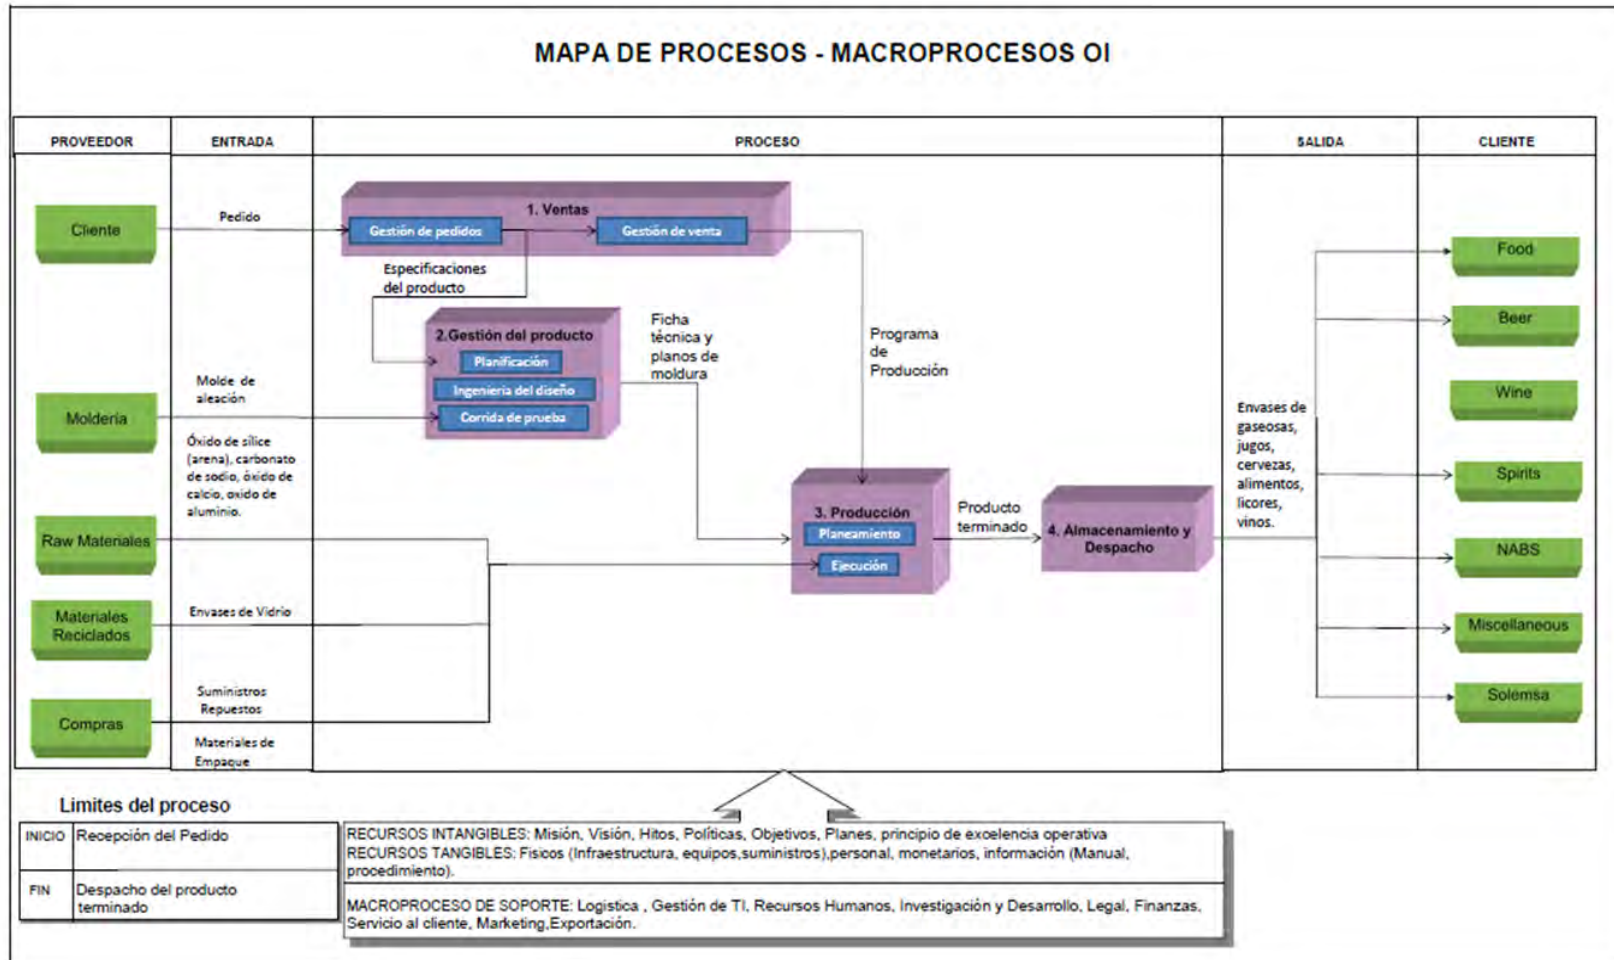 MAPA DE PROCESOS - MACROPROCESOS OI
PROVEEDOR
ENTRADA
PROCESO
SALIDA
CLIENTE
Cliente
Pedido
1. Ventas
Gestión de pedidos
Gestión de venta
Especificaciones
del producto
2.Gestión del producto
Planificación
Ingeniería del diseño
Corrida de prueba
Ficha
técnica y
planos de
moldura
Programa
de
Producción
Moldería
Molde de
aleación
Óxido de sílice
(arena), carbonato
de sodio, óxido de
calcio, oxido de
aluminio.
Raw Materiales
Materiales
Reciclados
Envases de Vidrio
Compras
Suministros
Repuestos
Materiales de
Empaque
3. Producción
Planeamiento
Ejecución
Producto
terminado
4. Almacenamiento y
Despacho
Envases de
gaseosas,
jugos,
cervezas,
alimentos,
licores,
vinos.
Food
Beer
Wine
Spirits
NABS
Miscellaneous
Solemsa
Limites del proceso
INICIO Recepción del Pedido
FIN Despacho del producto
terminado
RECURSOS INTANGIBLES: Misión, Visión, Hitos, Políticas, Objetivos, Planes, principio de excelencia operativa
RECURSOS TANGIBLES: Fisicos (Infraestructura, equipos,suministros),personal, monetarios, información (Manual,
procedimiento).
MACROPROCESO DE SOPORTE: Logistica , Gestión de TI, Recursos Humanos, Investigación y Desarrollo, Legal, Finanzas,
Servicio al cliente, Marketing,Exportación.